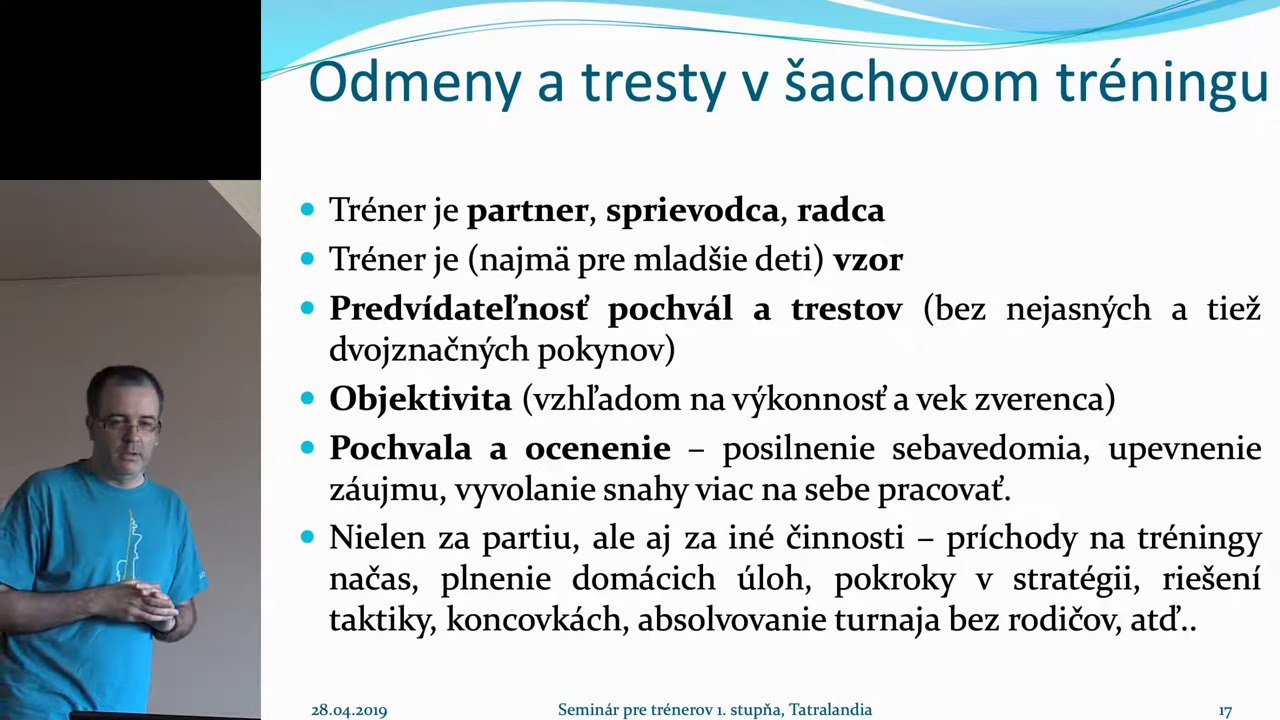 Odmeny a tresty v šachovom tréningu
• Tréner je partner, sprievodca, radca
• Tréner je (najmä pre mladšie deti) vzor
• Predvídateľnosť pochvál a trestov (bez nejasných a tiež
dvojznačných pokynov)
• Objektivita (vzhľadom na výkonnosť a vek zverenca)
• Pochvala a ocenenie – posilnenie sebavedomia, upevnenie
záujmu, vyvolanie snahy viac na sebe pracovať.
• Nielen za partiu, ale aj za iné činnosti – príchody na tréningy
načas, plnenie domácich úloh, pokroky v stratégii, riešení
taktiky, koncovkách, absolvovanie turnaja bez rodičov, atď..
28.04.2019
Seminár pre trénerov 1. stupňa, Tatralandia
17